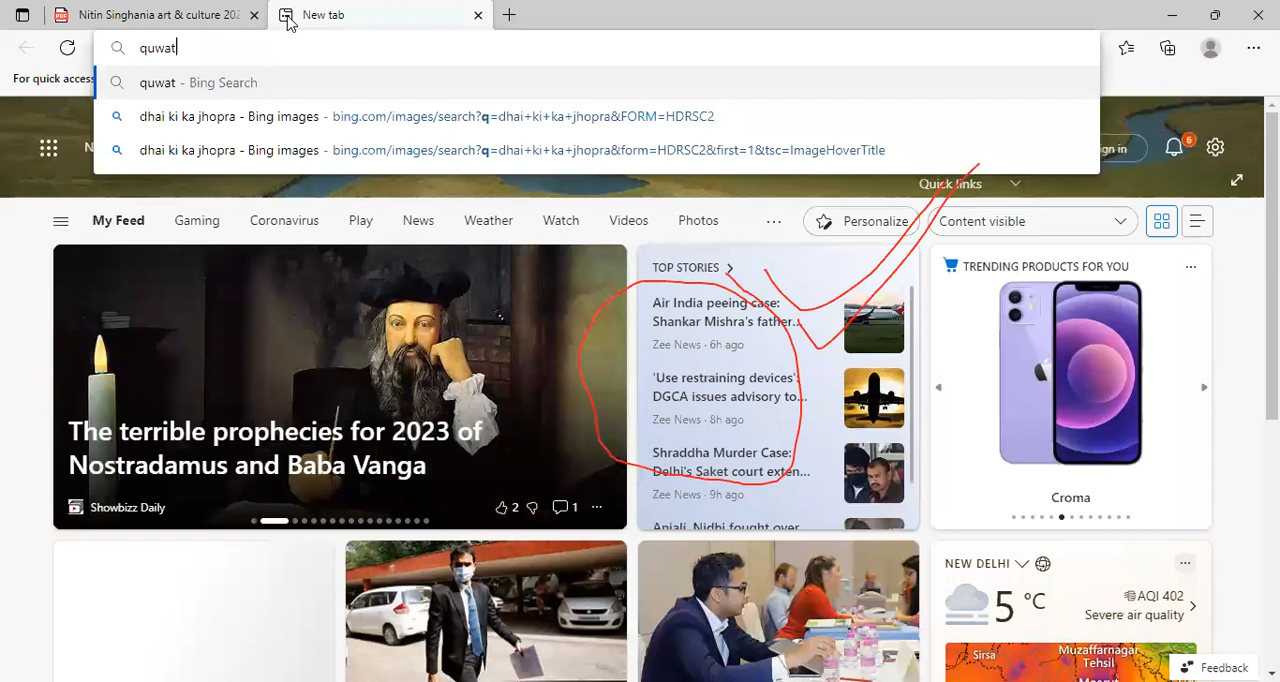 Nitin Singhania art & culture 202
New tab
quwat
For quick access
quwat - Bing Search
dhai ki ka jhopra - Bing images - bing.com/images/search?q=dhai+ki+ka+jhopra&FORM=HDRSC2
dhai ki ka jhopra - Bing images - bing.com/images/search?q=dhai+ki+ka+jhopra&form=HDRSC2&first=1&tsc=ImageHoverTitle
N
gn in
6
Quick links
My Feed
Gaming
Coronavirus
Play
News
Weather
Watch
Videos
Photos
...
Personalize
Content visible
The terrible prophecies for 2023 of
Nostradamus and Baba Vanga
Showbizz Daily
2
1
...
TOP STORIES >
Air India peeing case:
Shankar Mishra's father...
Zee News · 6h ago
'Use restraining devices':
DGCA issues advisory to...
Zee News · 8h ago
Shraddha Murder Case:
Delhi's Saket court exten...
Zee News · 9h ago
Anjali, Nidhi fought over
TRENDING PRODUCTS FOR YOU
...
Croma
NEW DELHI
...
5 °C
AQI 402
Severe air quality
Sirsa
Muzaffarnagar
Tehsil
Meerut
Feedback